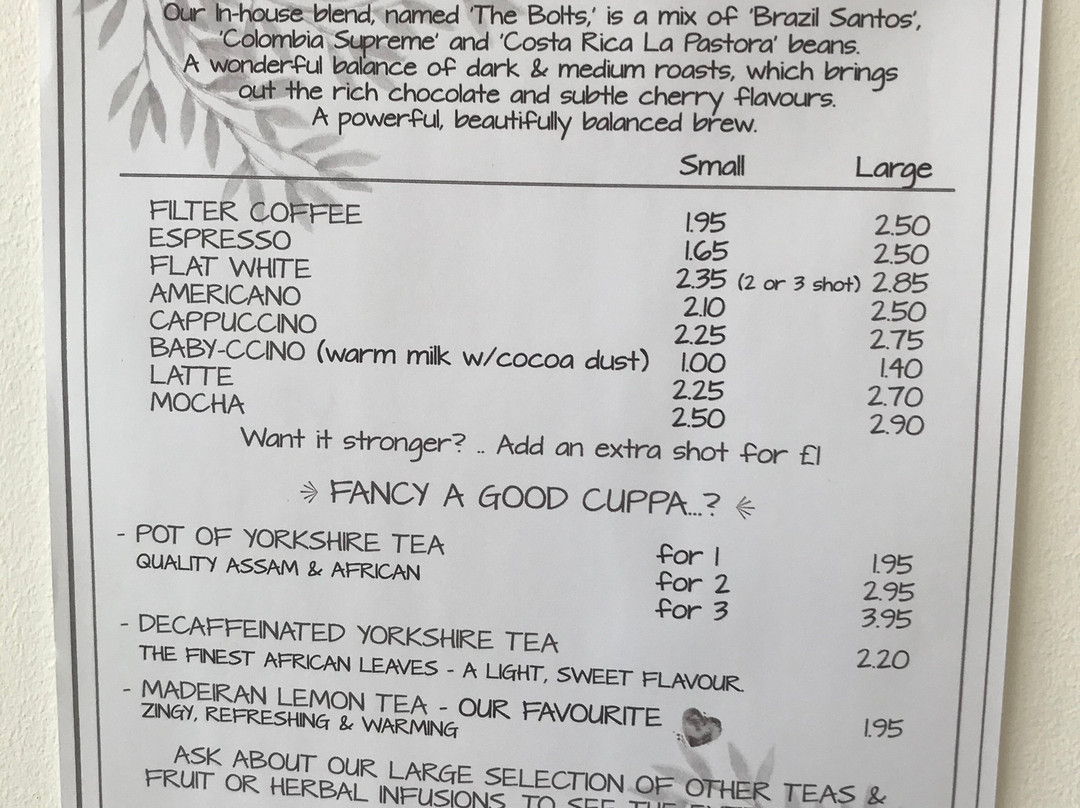 Our In-house blend, named 'The Bolts,' is a mix of 'Brazil Santos',
'Colombia Supreme' and 'Costa Rica La Pastora' beans.
A wonderful balance of dark & medium roasts, which brings
out the rich chocolate and subtle cherry flavours.
A powerful, beautifully balanced brew.
Small Large
FILTER COFFEE 1.95 2.50
ESPRESSO 1.65 2.50
FLAT WHITE 2.35 (2 or 3 shot) 2.85
AMERICANO 2.10 2.50
CAPPUCCINO 2.25 2.75
BABY-CCINO (warm milk w/cocoa dust) 1.00 1.40
LATTE 2.25 2.70
MOCHA 2.50 2.90
Want it stronger? .. Add an extra shot for £1
FANCY A GOOD CUPPA...?
- POT OF YORKSHIRE TEA for 1 1.95
QUALITY ASSAM & AFRICAN for 2 2.95
for 3 3.95
- DECAFFEINATED YORKSHIRE TEA 2.20
THE FINEST AFRICAN LEAVES - A LIGHT, SWEET FLAVOUR.
- MADEIRAN LEMON TEA - OUR FAVOURITE 1.95
ZINGY, REFRESHING & WARMING
ASK ABOUT OUR LARGE SELECTION OF OTHER TEAS &
FRUIT OR HERBAL INFUSIONS TO SEE THE